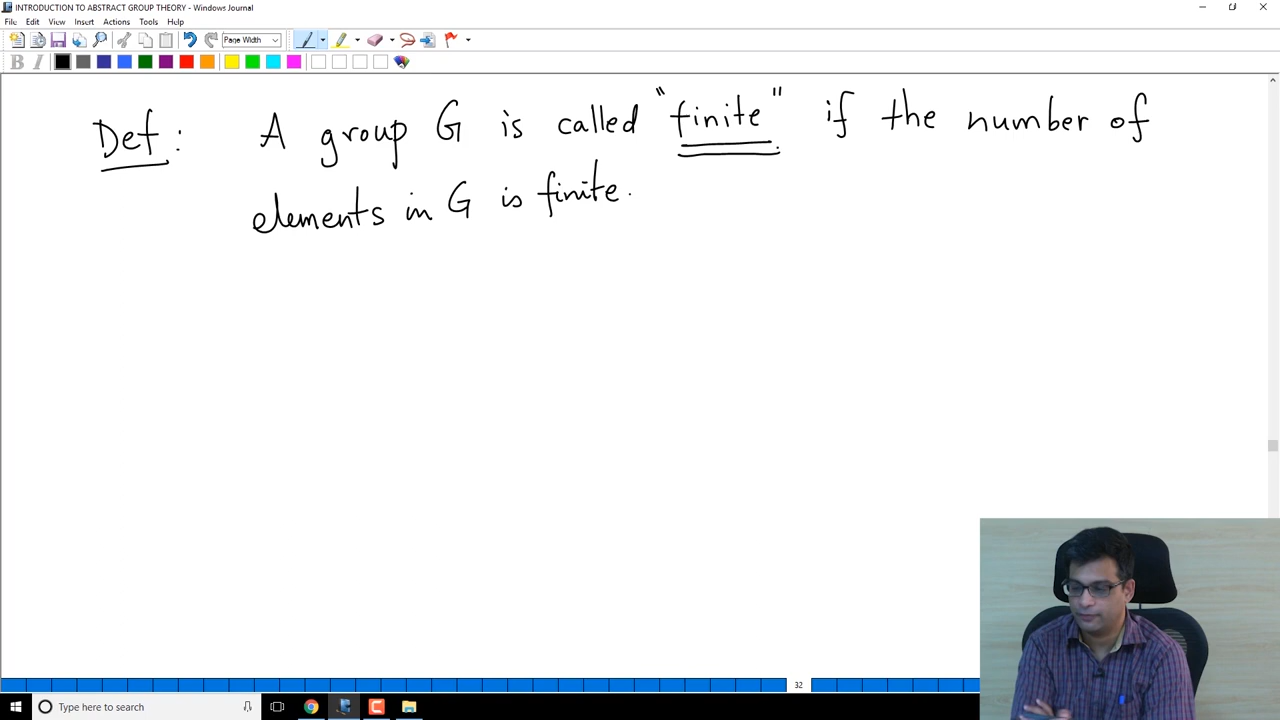 INTRODUCTION TO ABSTRACT GROUP THEORY - Windows Journal
File Edit View Insert Actions Tools Help
Page Width
B I
Def: A group G is called "finite" if the number of
elements in G is finite.
32
Type here to search